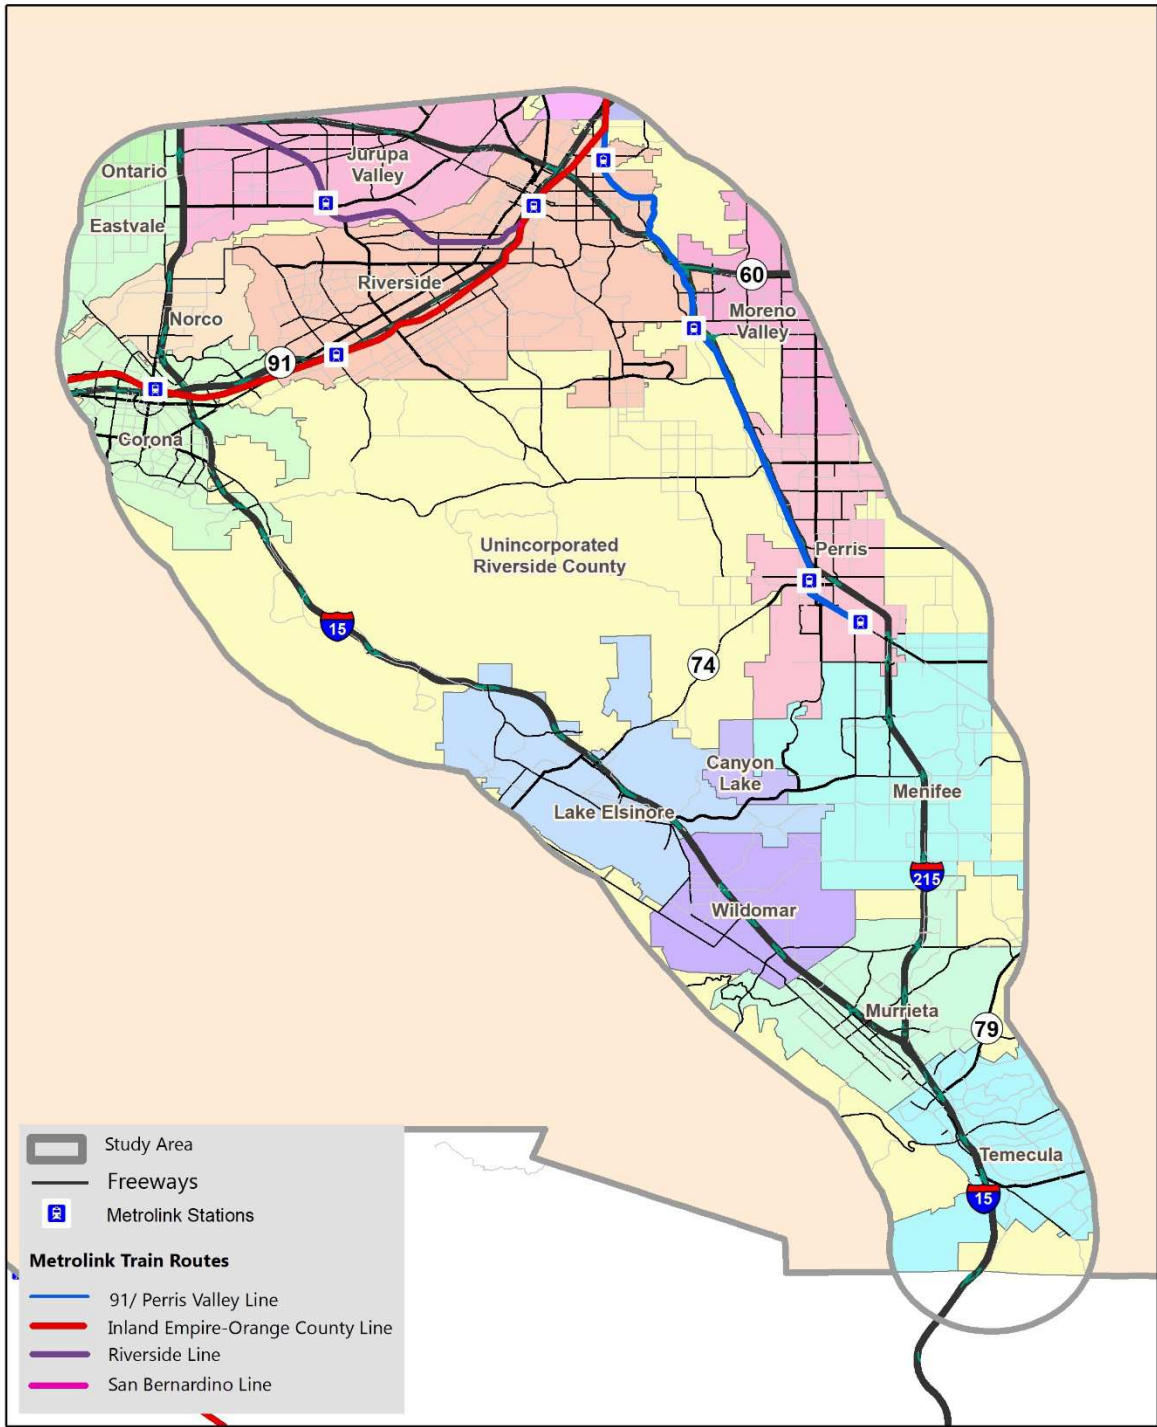 Ontario
Jurupa
Valley
Eastvale
Riverside
60
Norco
Moreno
Valley
91
Corona
Unincorporated
Riverside County
Perris
15
74
Canyon
Lake
Menifee
Lake Elsinore
215
Wildomar
Murrieta
79
Temecula
15
Study Area
Freeways
Metrolink Stations
Metrolink Train Routes
91/ Perris Valley Line
Inland Empire-Orange County Line
Riverside Line
San Bernardino Line